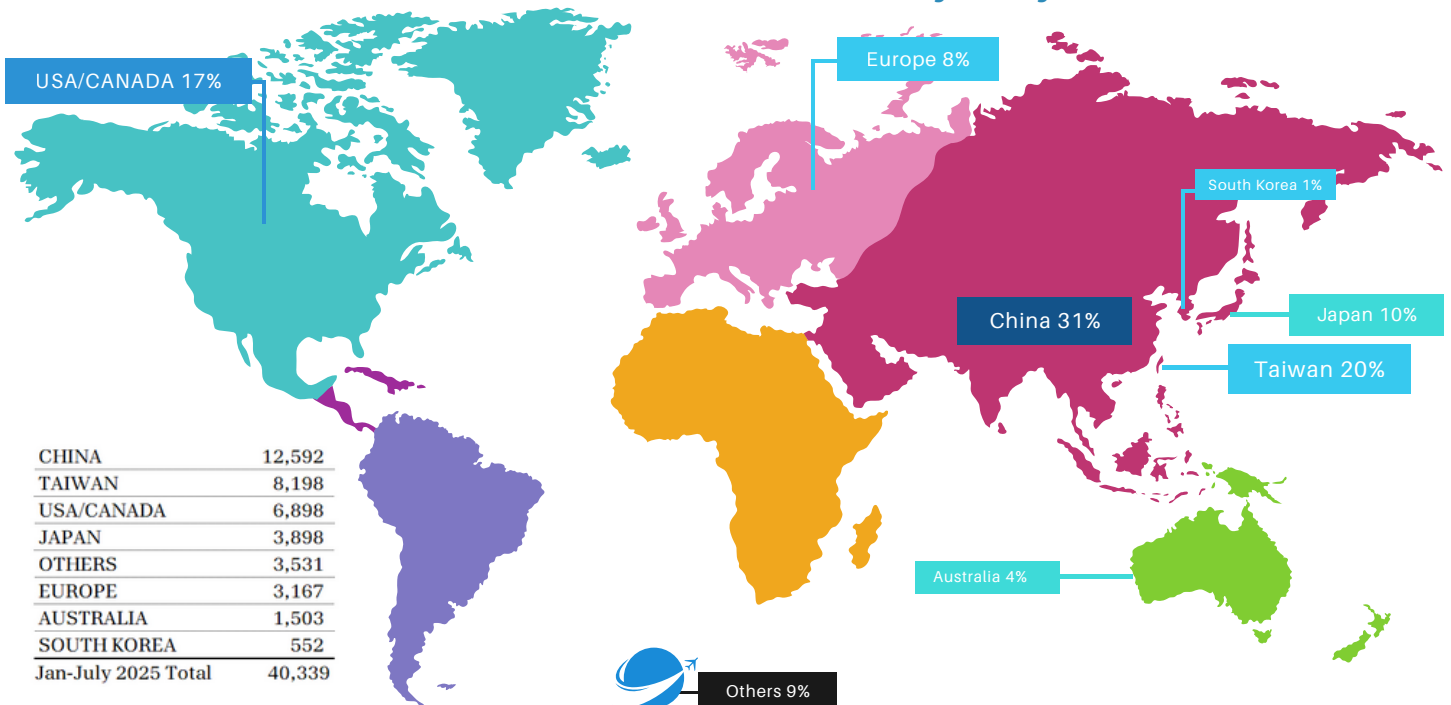 USA/CANADA 17%
Europe 8%
South Korea 1%
China 31%
Japan 10%
Taiwan 20%
CHINA 12,592
TAIWAN 8,198
USA/CANADA 6,898
JAPAN 3,898
OTHERS 3,531
EUROPE 3,167
AUSTRALIA 1,503
SOUTH KOREA 552
Jan-July 2025 Total 40,339
Australia 4%
Others 9%